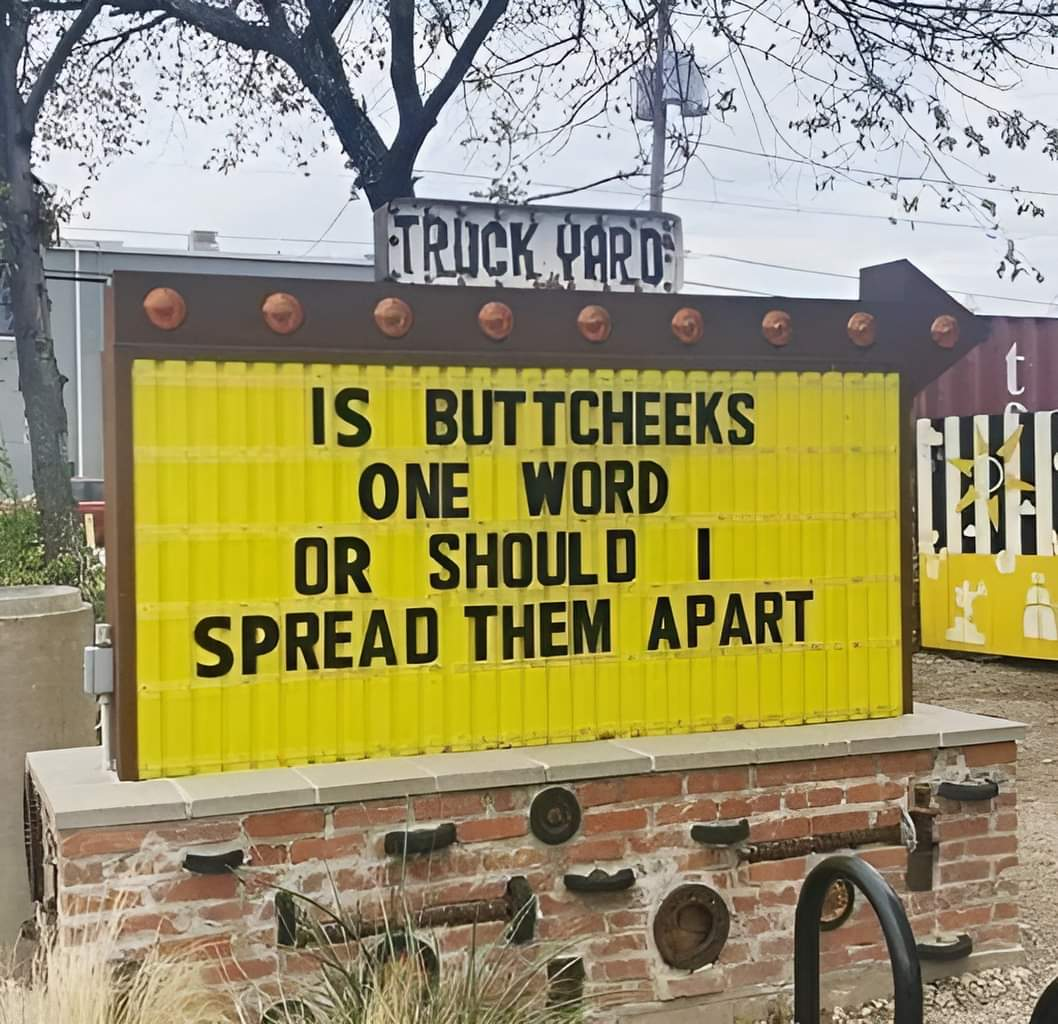 TRUCK YARD
IS BUTTCHEEKS
ONE WORD
OR SHOULD I
SPREAD THEM APART
t